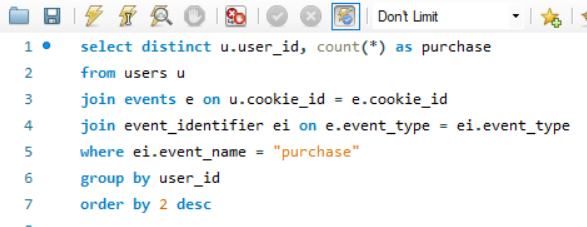 Don't Limit
1 select distinct u.user_id, count(*) as purchase
2 from users u
3 join events e on u.cookie_id = e.cookie_id
4 join event_identifier ei on e.event_type = ei.event_type
5 where ei.event_name = "purchase"
6 group by user_id
7 order by 2 desc